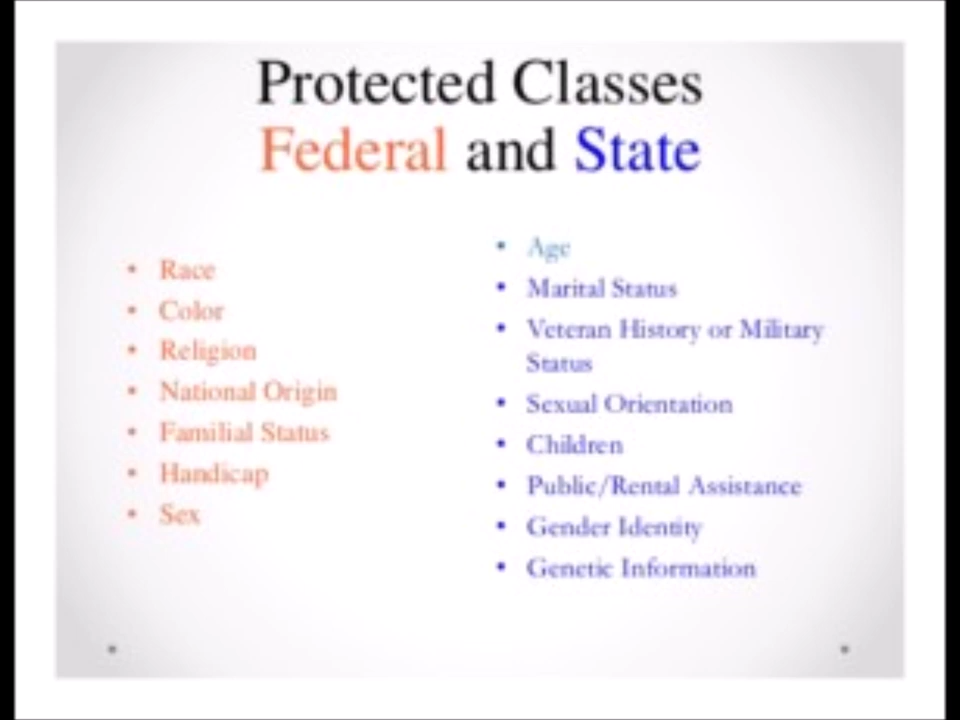 Protected Classes
Federal and State
• Race
• Color
• Religion
• National Origin
• Familial Status
• Handicap
• Sex
• Age
• Marital Status
• Veteran History or Military
Status
• Sexual Orientation
• Children
• Public/Rental Assistance
• Gender Identity
• Genetic Information